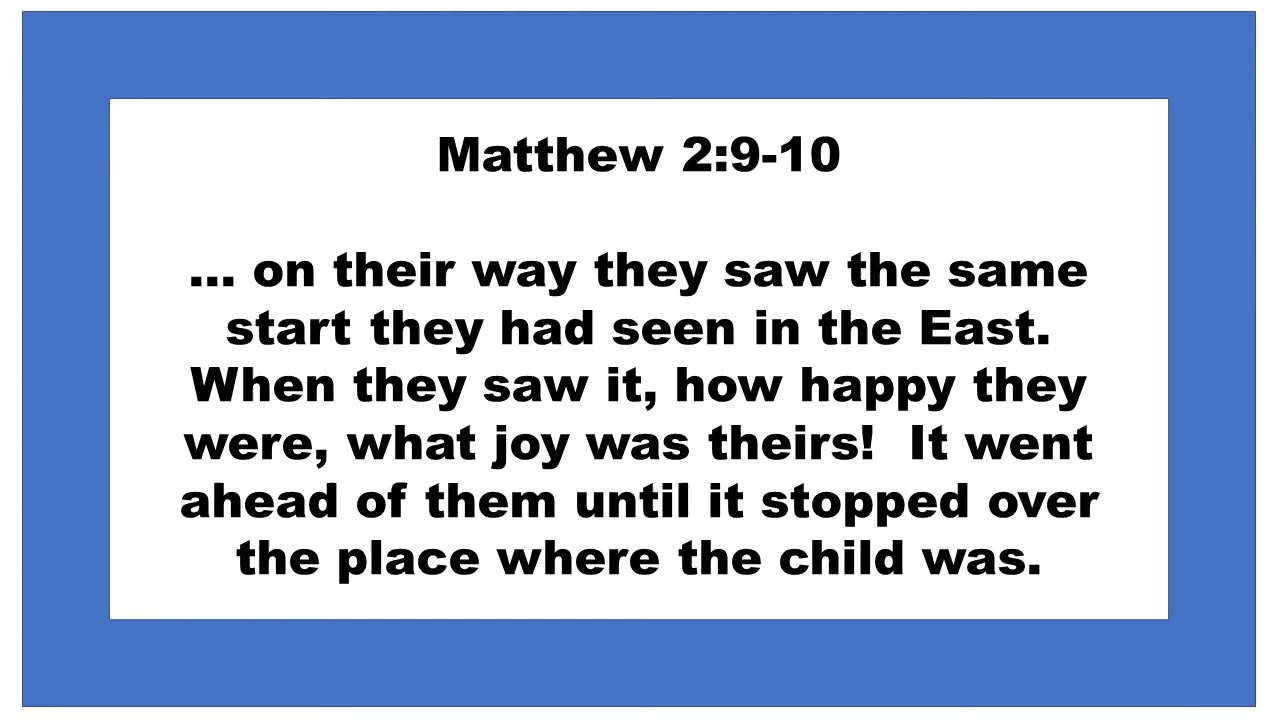 Matthew 2:9-10
... on their way they saw the same
start they had seen in the East.
When they saw it, how happy they
were, what joy was theirs!  It went
ahead of them until it stopped over
the place where the child was.